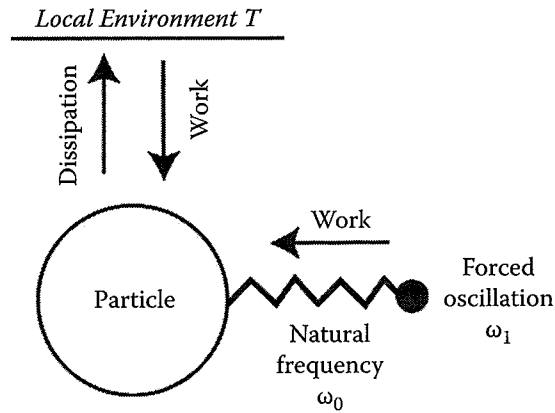 Local Environment T
Dissipation
Work
Work
Particle
Forced
oscillation
ω₁
Natural
frequency
ω₀